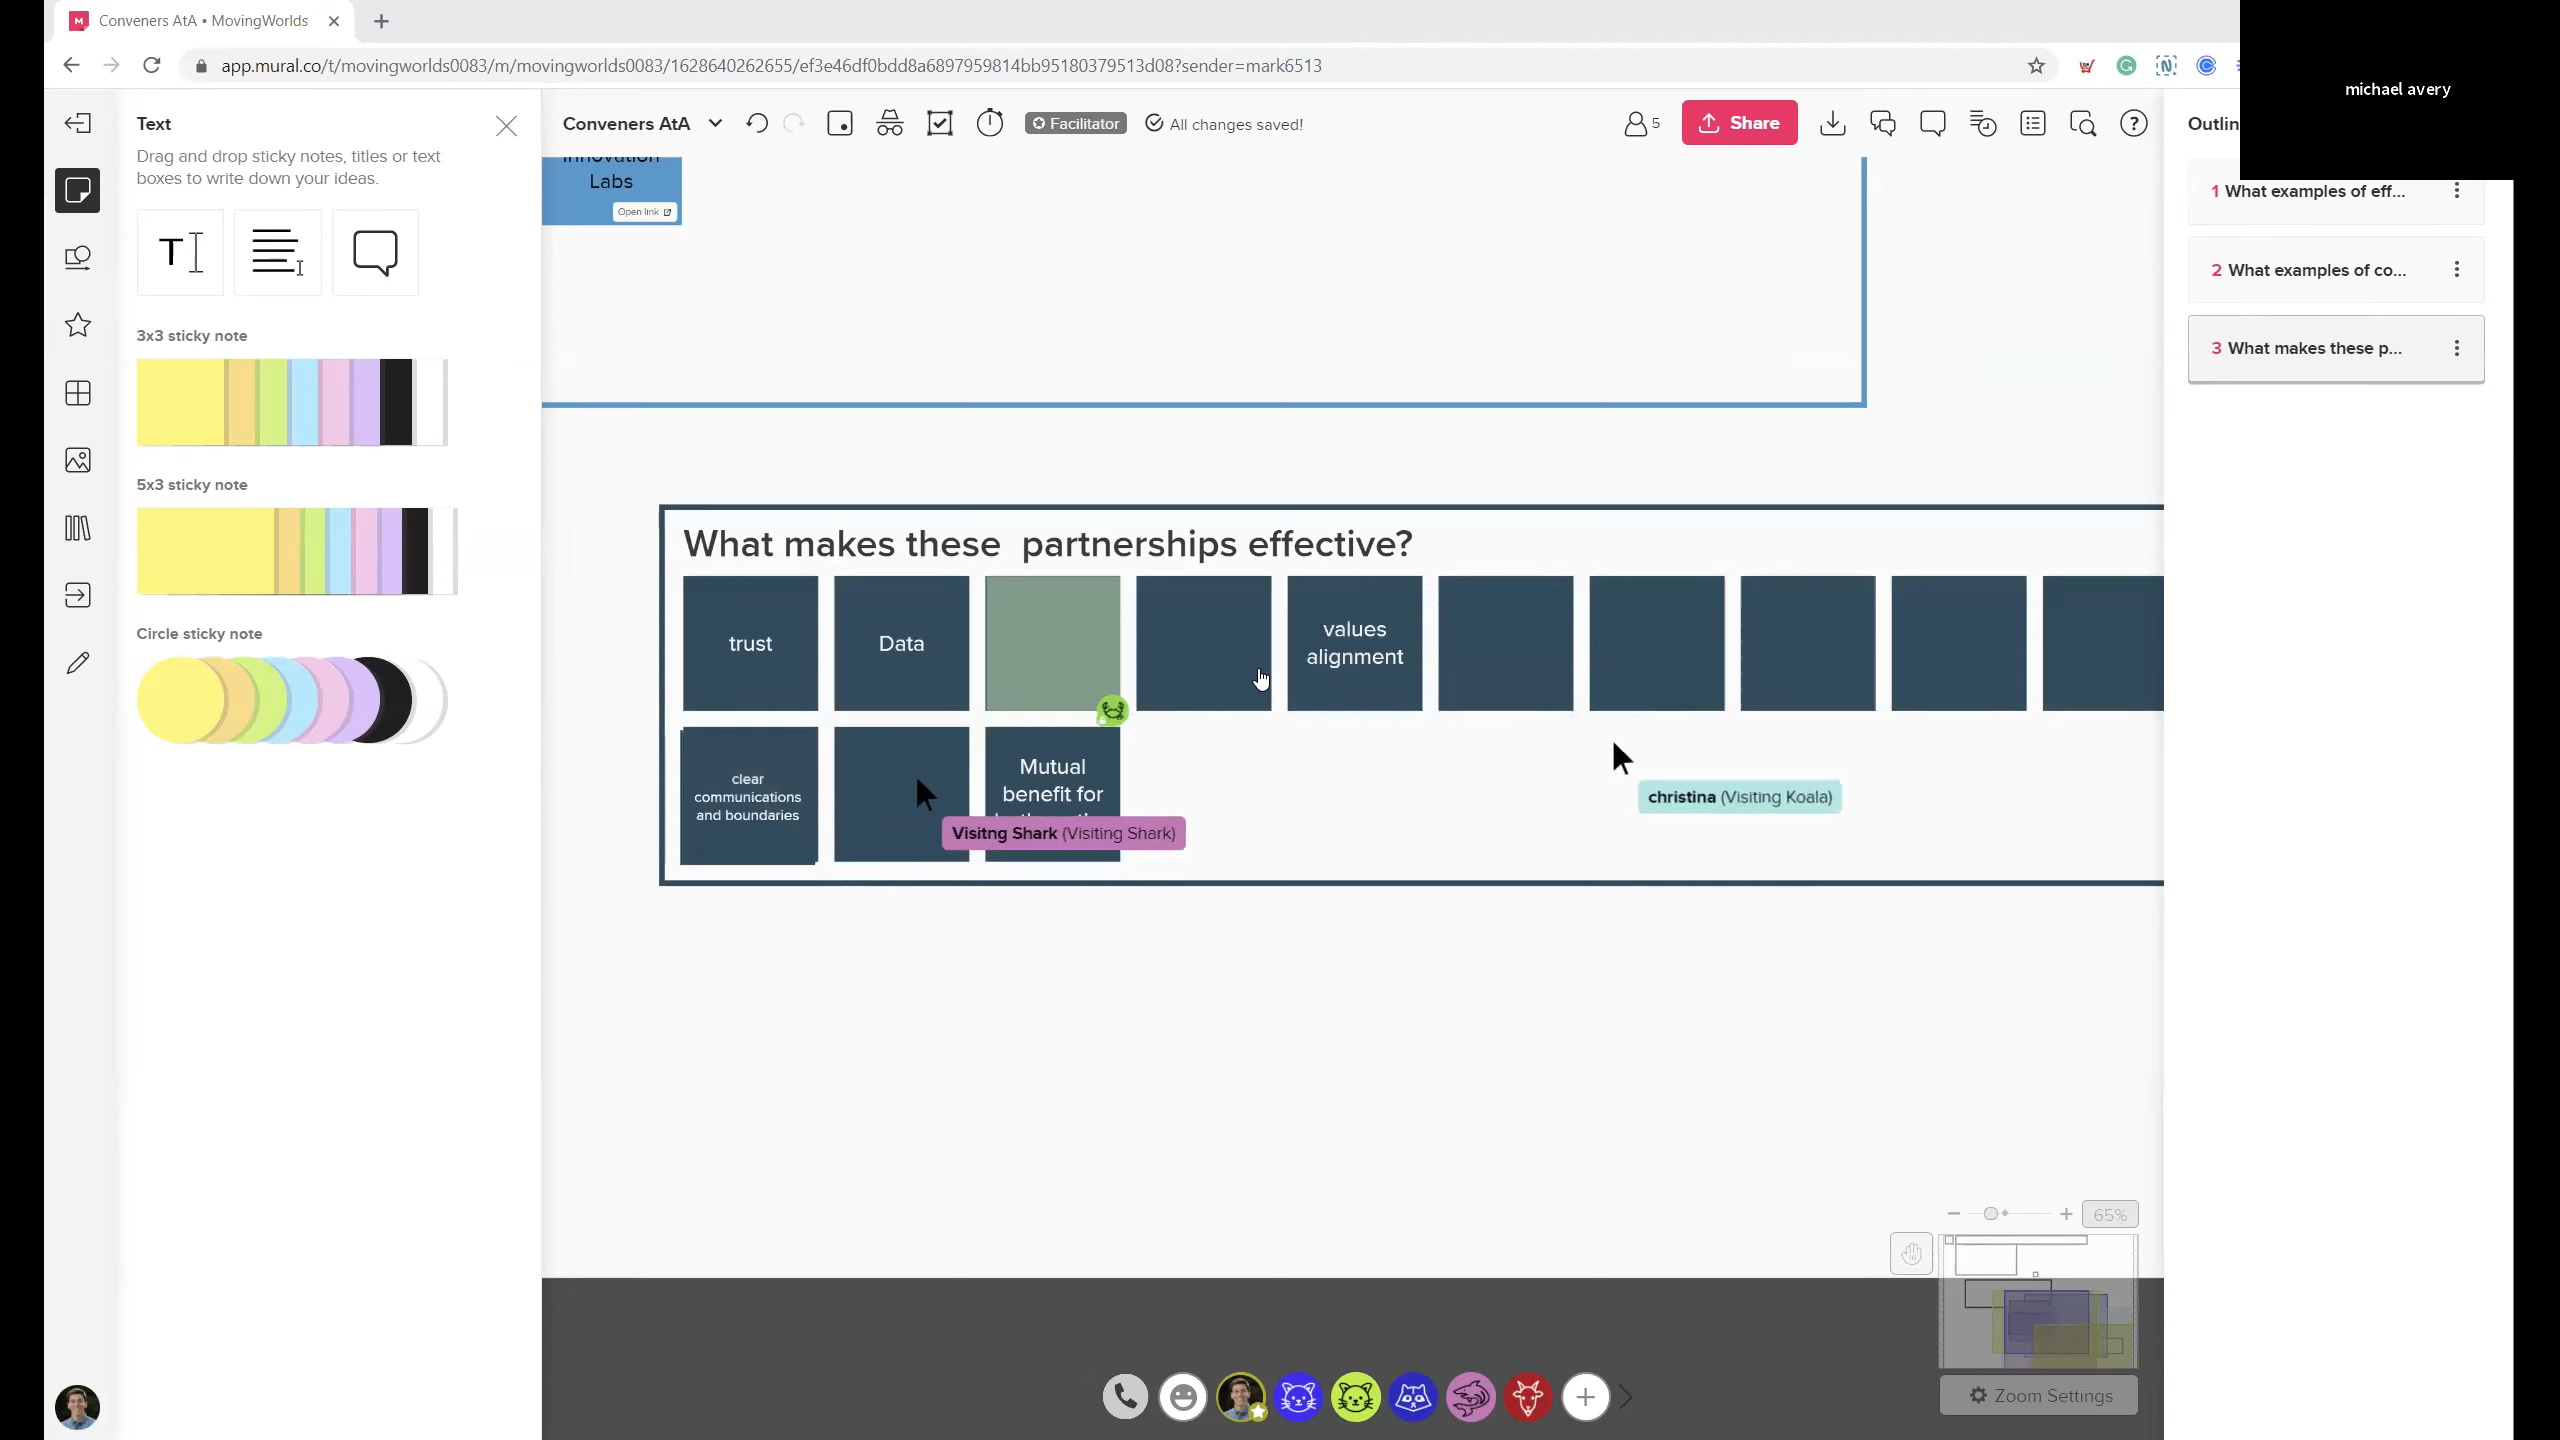 Conveners AtA • MovingWorlds
app.mural.co/t/movingworlds0083/m/movingworlds0083/1628640262655/ef3e46df0bdd8a6897959814bb95180379513d08?sender=mark6513
michael avery
Text
Drag and drop sticky notes, titles or text
boxes to write down your ideas.
T
3x3 sticky note
5x3 sticky note
Circle sticky note
Conveners AtA
Facilitator
All changes saved!
5
Share
Innovation
Labs
Open link
What makes these partnerships effective?
trust
Data
values
alignment
clear
communications
and boundaries
Mutual
benefit for
Visitng Shark (Visiting Shark)
christina (Visiting Koala)
65%
Zoom Settings
Outlin
1 What examples of eff...
2 What examples of co...
3 What makes these p...